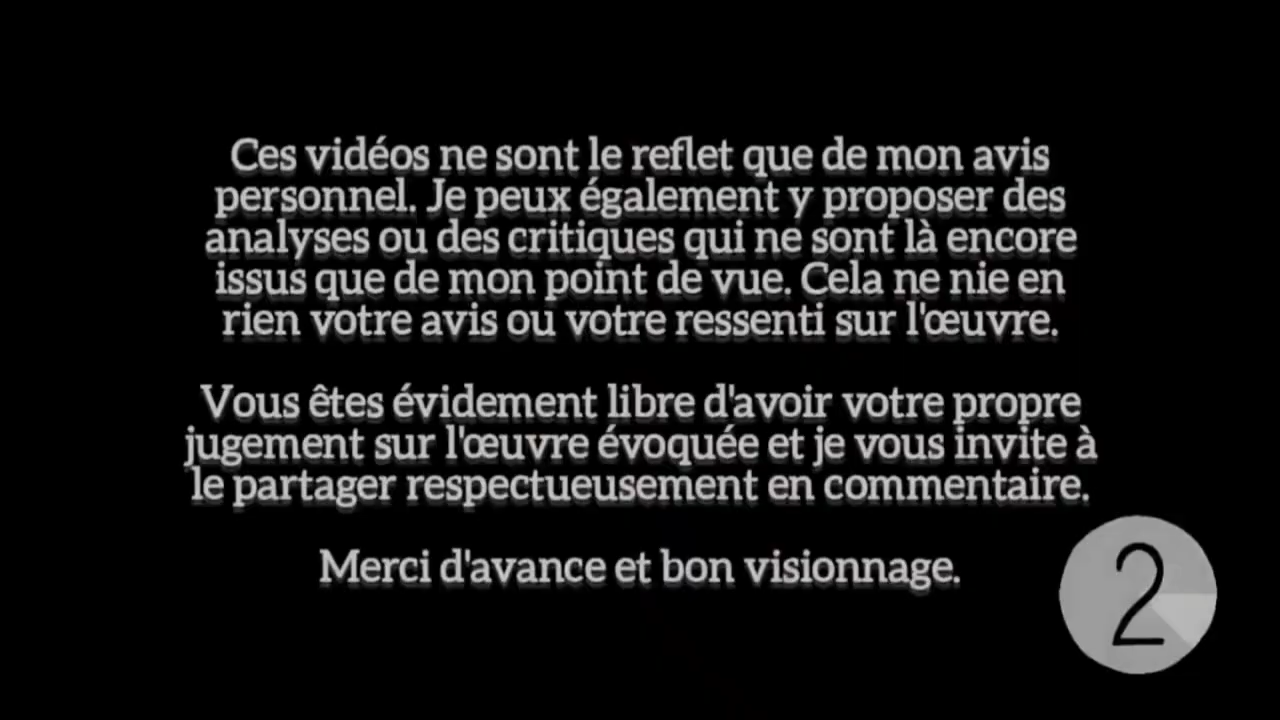 Ces vidéos ne sont le reflet que de mon avis
personnel. Je peux également y proposer des
analyses ou des critiques qui ne sont là encore
issus que de mon point de vue. Cela ne nie en
rien votre avis ou votre ressenti sur l'œuvre.
Vous êtes évidement libre d'avoir votre propre
jugement sur l'œuvre évoquée et je vous invite à
le partager respectueusement en commentaire.
Merci d'avance et bon visionnage.
2